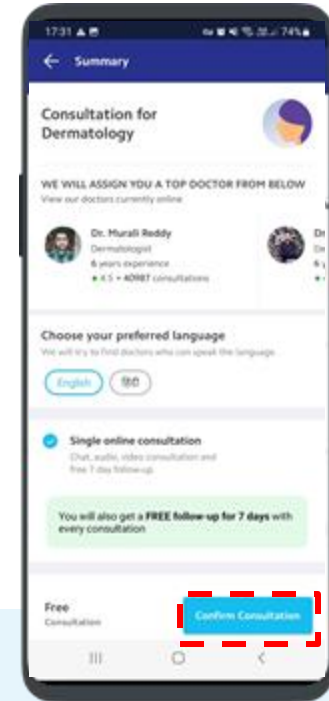 17:31
74%
Summary
Consultation for
Dermatology
WE WILL ASSIGN YOU A TOP DOCTOR FROM BELOW
View our doctors currently online
Dr. Murali Reddy
Dermatologist
6 years experience
4.5 • 40987 consultations
Choose your preferred language
We will try to find doctors who can speak the language.
English
हिंदी
Single online consultation
Chat, audio, video consultation and
free 7 day follow-up
You will also get a FREE follow-up for 7 days with
every consultation
Free
Consultation
Confirm Consultation